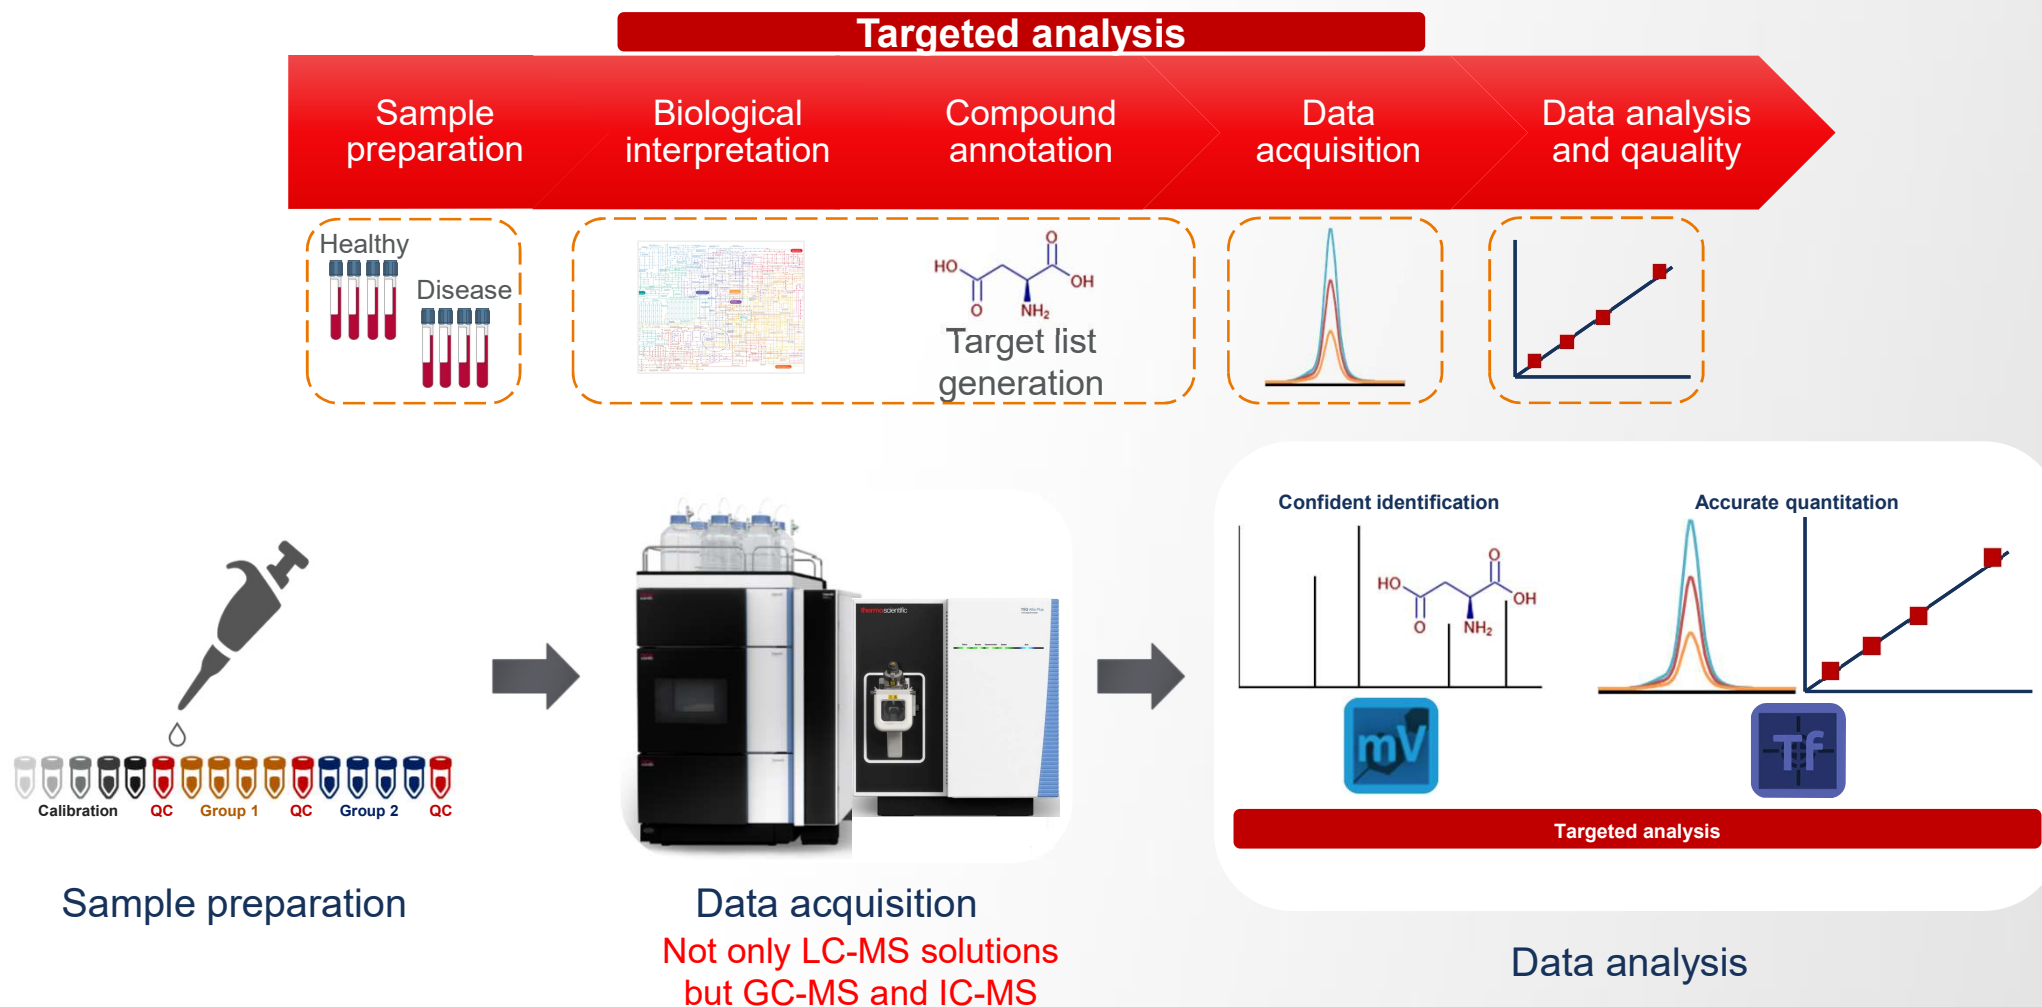 Targeted analysis
Sample
preparation
Biological
interpretation
Compound
annotation
Data
acquisition
Data analysis
and qauality
Healthy
Disease
HO
O
O
OH
NH2
Target list
generation
Confident identification
Accurate quantitation
HO
O
O
OH
NH2
thermo scientific
mV
Tf
Calibration
QC
Group 1
QC
Group 2
QC
Targeted analysis
Sample preparation
Data acquisition
Not only LC-MS solutions
but GC-MS and IC-MS
Data analysis